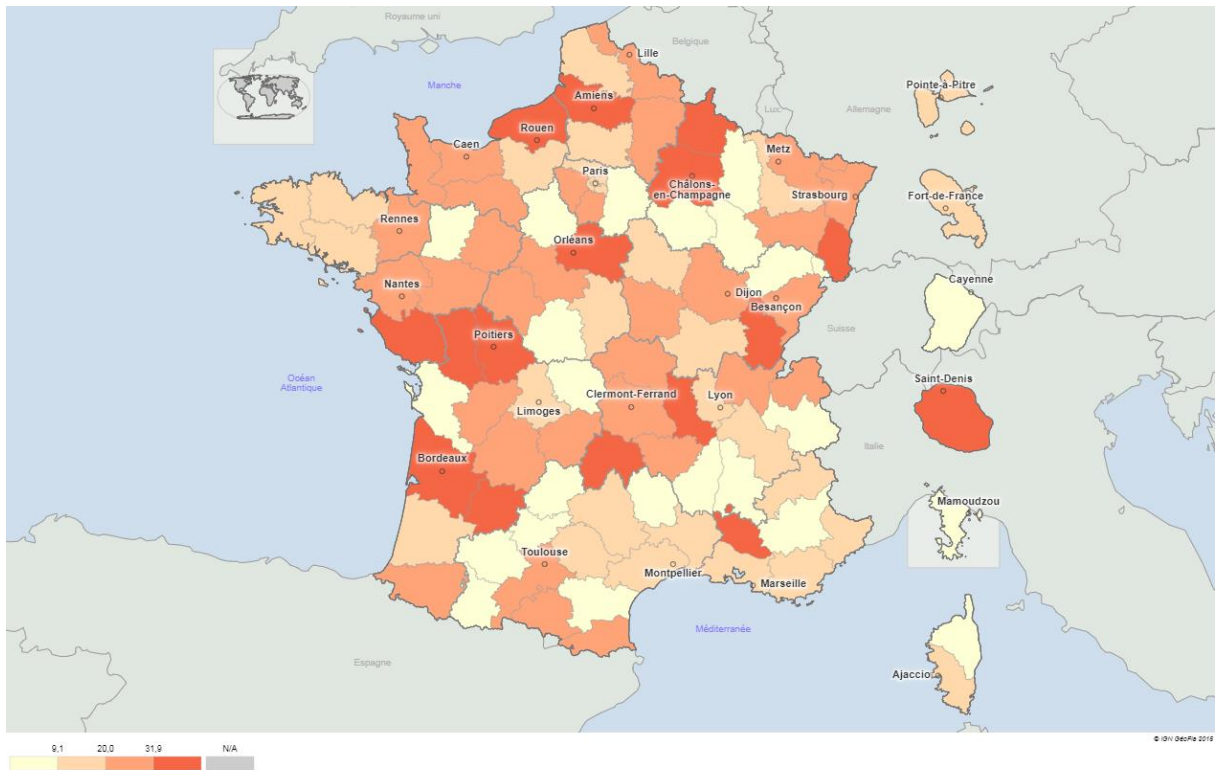 Royaume uni
Belgique
Lille
Manche
Amiens
Lux.
Allemagne
Pointe-à-Pitre
Rouen
Caen
Metz
Paris
Châlons-
en-Champagne
Strasbourg
Fort-de-France
Rennes
Orléans
Nantes
Dijon
Besançon
Cayenne
Suisse
Poitiers
Océan
Atlantique
Saint-Denis
Clermont-Ferrand
Limoges
Lyon
Italie
Bordeaux
Mamoudzou
Toulouse
Montpellier
Marseille
Méditerranée
Espagne
Ajaccio
© IGN GéoFla 2015
9,1
20,0
31,9
N/A